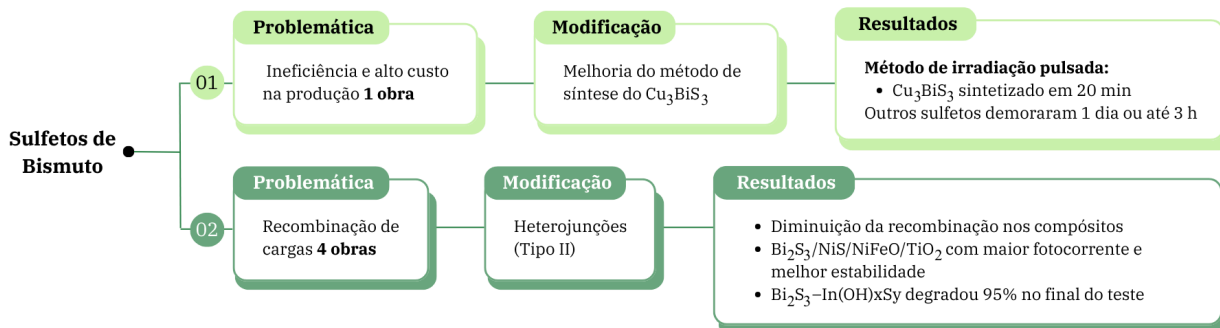 Sulfetos de
Bismuto
01
Problemática
Ineficiência e alto custo
na produção 1 obra
Modificação
Melhoria do método de
síntese do Cu₃BiS₃
Resultados
Método de irradiação pulsada:
• Cu₃BiS₃ sintetizado em 20 min
Outros sulfetos demoraram 1 dia ou até 3 h
02
Problemática
Recombinação de
cargas 4 obras
Modificação
Heterojunções
(Tipo II)
Resultados
• Diminuição da recombinação nos compósitos
• Bi₂S₃/NiS/NiFeO/TiO₂ com maior fotocorrente e
melhor estabilidade
• Bi₂S₃–In(OH)xSy degradou 95% no final do teste